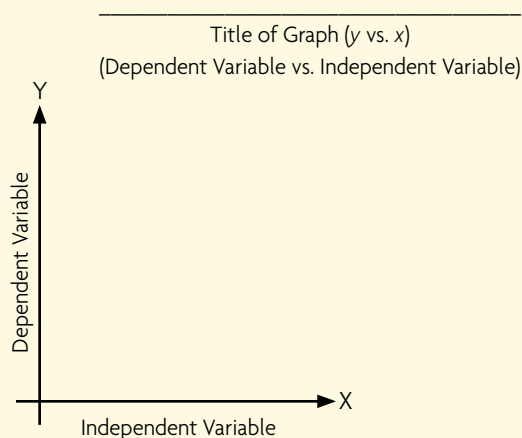 Title of Graph (y vs. x)
(Dependent Variable vs. Independent Variable)
Y
Dependent Variable
X
Independent Variable